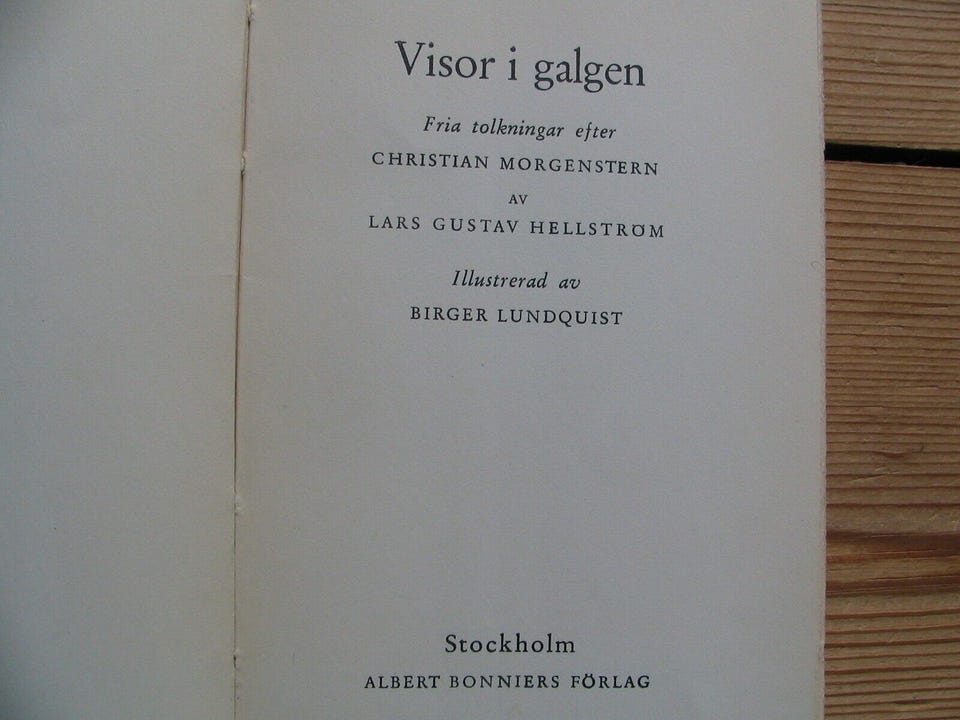 Visor i galgen
Fria tolkningar efter
CHRISTIAN MORGENSTERN
AV
LARS GUSTAV HELLSTRÖM
Illustrerad av
BIRGER LUNDQUIST
Stockholm
ALBERT BONNIERS FÖRLAG